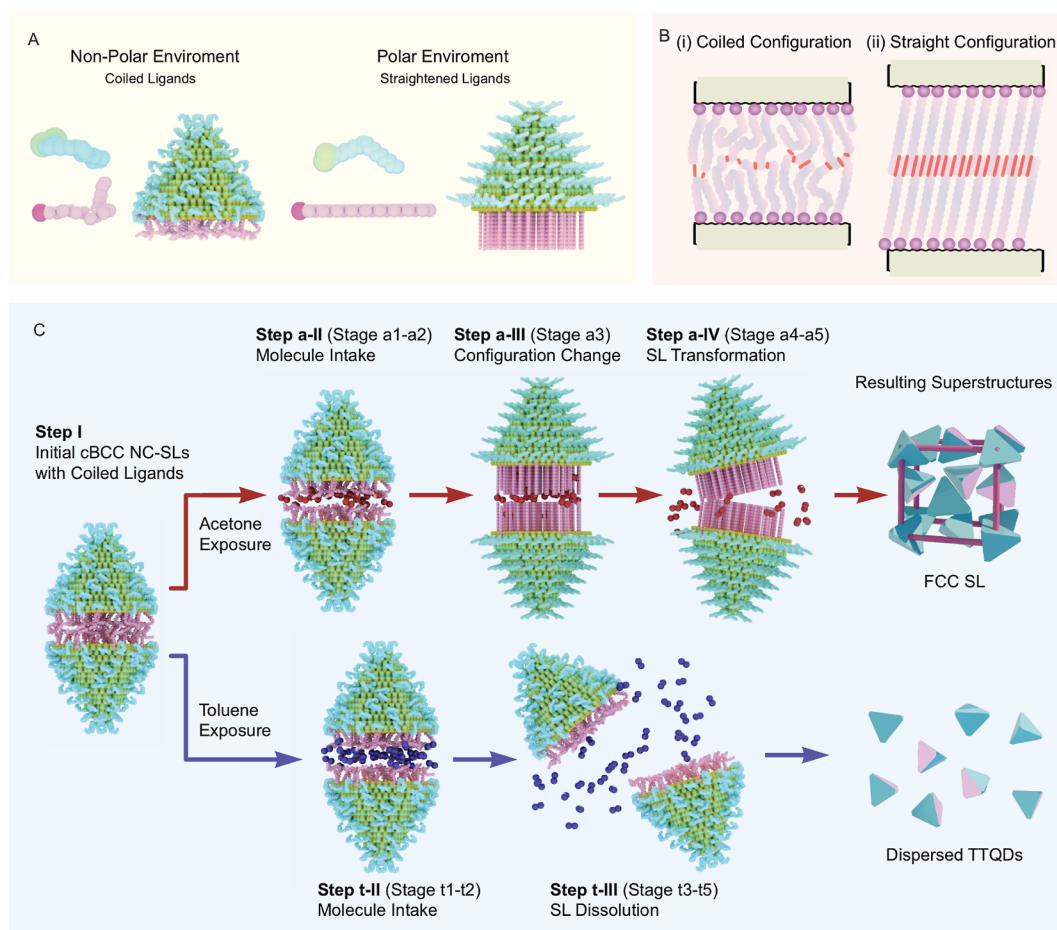 A
Non-Polar Enviroment
Coiled Ligands
Polar Enviroment
Straightened Ligands
B
(i) Coiled Configuration
(ii) Straight Configuration
C
Step I
Initial cBCC NC-SLs
with Coiled Ligands
Acetone
Exposure
Step a-II (Stage a1-a2)
Molecule Intake
Step a-III (Stage a3)
Configuration Change
Step a-IV (Stage a4-a5)
SL Transformation
Resulting Superstructures
FCC SL
Toluene
Exposure
Step t-II (Stage t1-t2)
Molecule Intake
Step t-III (Stage t3-t5)
SL Dissolution
Dispersed TTQDs